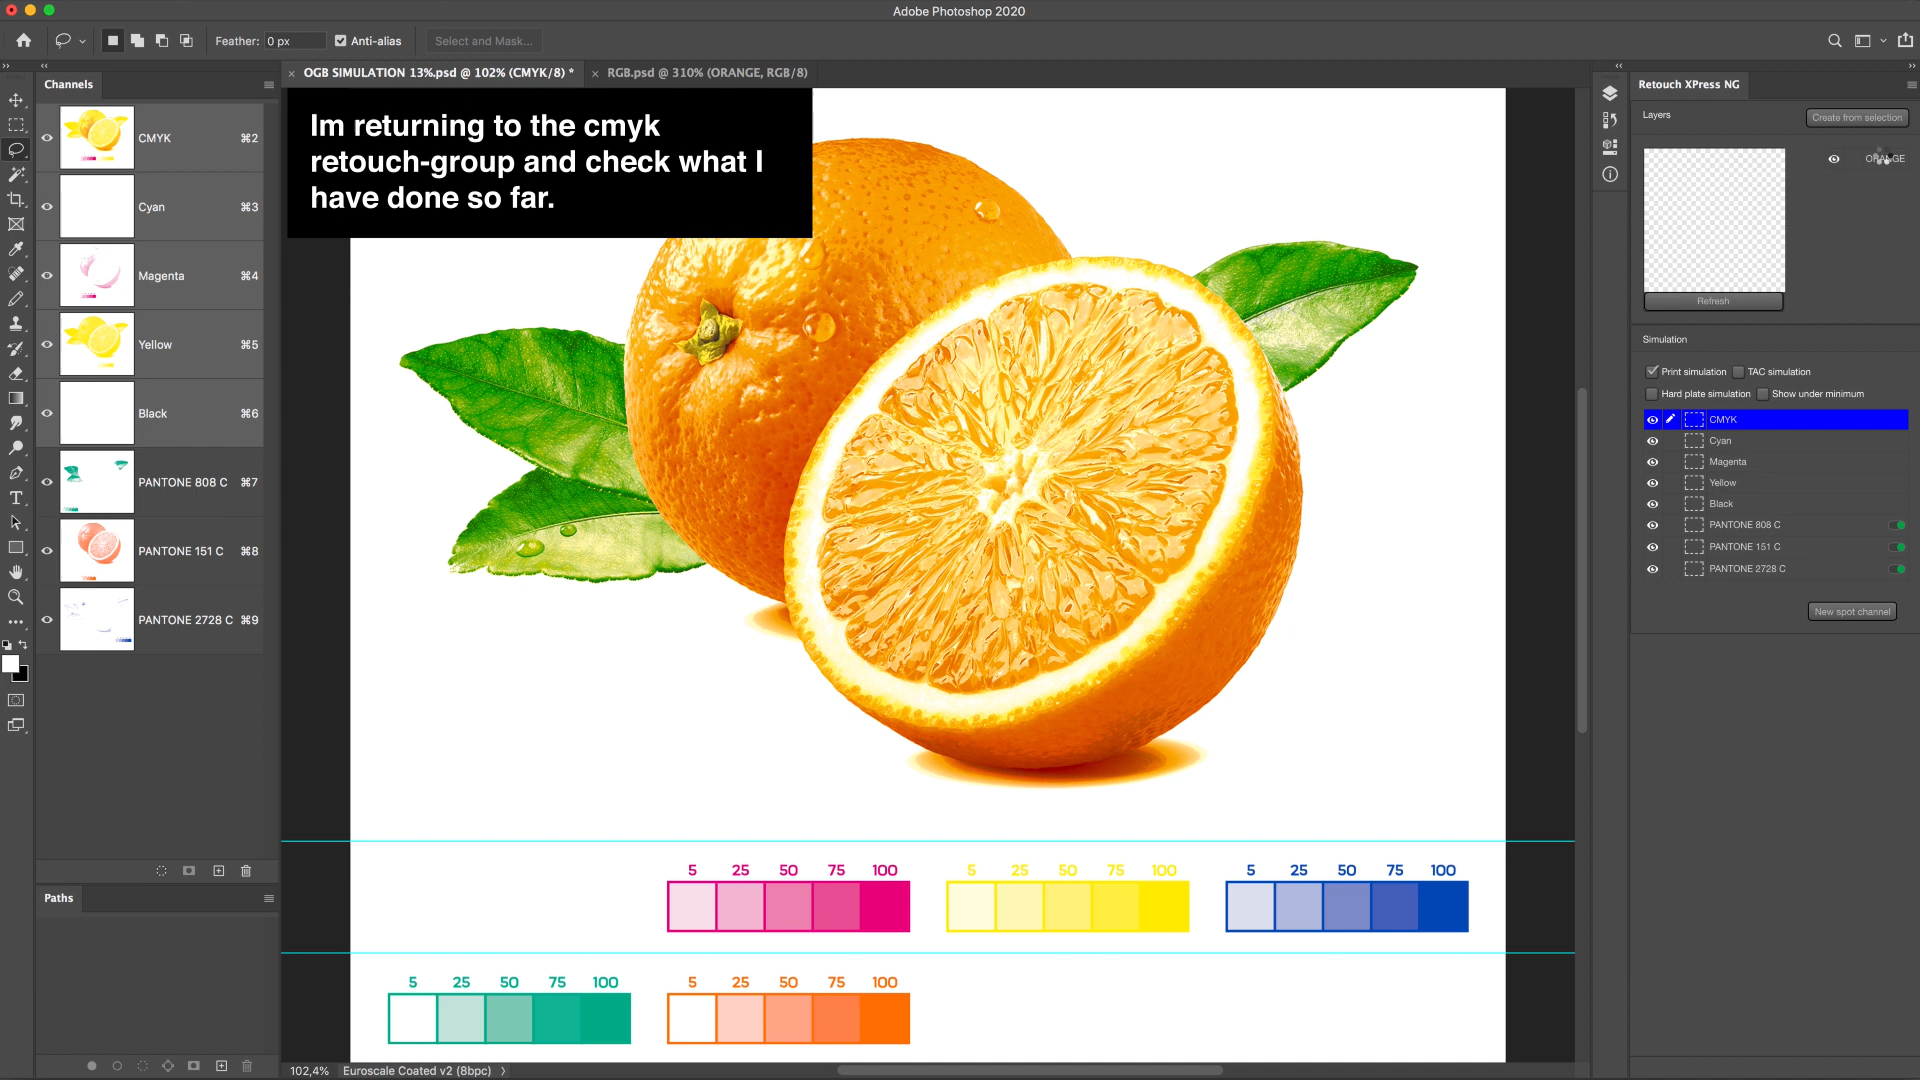 Adobe Photoshop 2020
Feather: 0 px Anti-alias Select and Mask...
Channels
OGB SIMULATION 13%.psd @ 102% (CMYK/8) *
RGB.psd @ 310% (ORANGE, RGB/8)
Retouch XPress NG
Im returning to the cmyk
retouch-group and check what I
have done so far.
CMYK ⌘2
Cyan ⌘3
Magenta ⌘4
Yellow ⌘5
Black ⌘6
PANTONE 808 C ⌘7
PANTONE 151 C ⌘8
PANTONE 2728 C ⌘9
Paths
Layers
Create from selection
ORANGE
Refresh
Simulation
Print simulation TAC simulation
Hard plate simulation Show under minimum
CMYK
Cyan
Magenta
Yellow
Black
PANTONE 808 C
PANTONE 151 C
PANTONE 2728 C
New spot channel
5 25 50 75 100
5 25 50 75 100
5 25 50 75 100
5 25 50 75 100
5 25 50 75 100
102,4% Euroscale Coated v2 (8bpc)